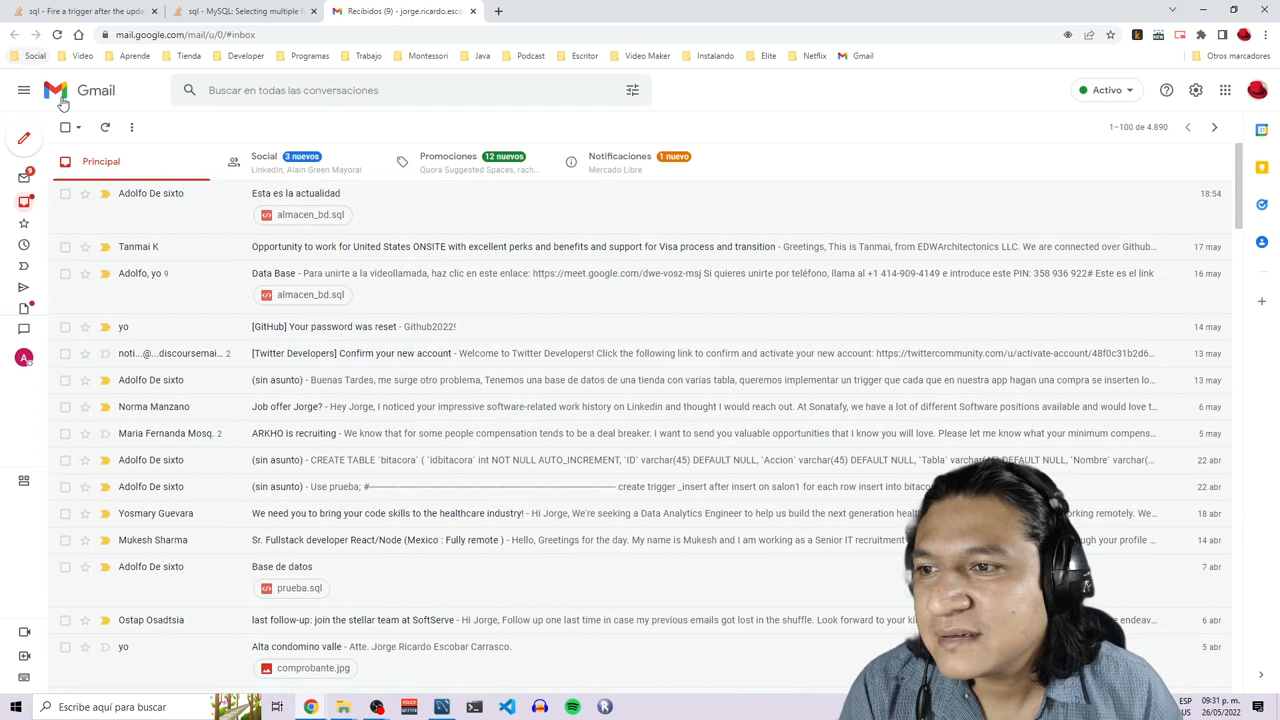 sql - Fire a trigger after the upda
sql - MySQL: Selecting multiple f
Recibidos (9) - jorge.ricardo.esco
mail.google.com/mail/u/0/#inbox
Social
Video
Aprende
Tienda
Developer
Programas
Trabajo
Montessori
Java
Podcast
Escritor
Video Maker
Instalando
Elite
Netflix
Gmail
Otros marcadores
Gmail
Buscar en todas las conversaciones
Activo
1–100 de 4.890
Principal
Social 3 nuevos
LinkedIn, Alain Green Mayoral
Promociones 12 nuevos
Quora Suggested Spaces, rach...
Notificaciones 1 nuevo
Mercado Libre
9
Adolfo De sixto Esta es la actualidad 18:54
almacen_bd.sql
Tanmai K Opportunity to work for United States ONSITE with excellent perks and benefits and support for Visa process and transition - Greetings, This is Tanmai, from EDWArchitectonics LLC. We are connected over Github... 17 may
Adolfo, yo 9 Data Base - Para unirte a la videollamada, haz clic en este enlace: https://meet.google.com/dwe-vosz-msj Si quieres unirte por teléfono, llama al +1 414-909-4149 e introduce este PIN: 358 936 922# Este es el link 16 may
almacen_bd.sql
yo [GitHub] Your password was reset - Github2022! 14 may
noti...@...discoursemai... 2 [Twitter Developers] Confirm your new account - Welcome to Twitter Developers! Click the following link to confirm and activate your new account: https://twittercommunity.com/u/activate-account/48f0c31b2d6... 13 may
Adolfo De sixto (sin asunto) - Buenas Tardes, me surge otro problema, Tenemos una base de datos de una tienda con varias tabla, queremos implementar un trigger que cada que en nuestra app hagan una compra se inserten lo... 13 may
Norma Manzano Job offer Jorge? - Hey Jorge, I noticed your impressive software-related work history on Linkedin and thought I would reach out. At Sonatafy, we have a lot of different Software positions available and would love t... 6 may
Maria Fernanda Mosq. 2 ARKHO is recruiting - We know that for some people compensation tends to be a deal breaker. I want to send you valuable opportunities that I know you will love. Please let me know what your minimum compens... 5 may
Adolfo De sixto (sin asunto) - CREATE TABLE `bitacora` ( `idbitacora` int NOT NULL AUTO_INCREMENT, `ID` varchar(45) DEFAULT NULL, `Accion` varchar(45) DEFAULT NULL, `Tabla` varchar(45) DEFAULT NULL, `Nombre` varchar(... 22 abr
Adolfo De sixto (sin asunto) - Use prueba; #-------------------------------------------------- create trigger _insert after insert on salon1 for each row insert into bitaco 22 abr
Yosmary Guevara We need you to bring your code skills to the healthcare industry! - Hi Jorge, We're seeking a Data Analytics Engineer to help us build the next generation heal working remotely. We... 18 abr
Mukesh Sharma Sr. Fullstack developer React/Node (Mexico : Fully remote ) - Hello, Greetings for the day. My name is Mukesh and I am working as a Senior IT recruitment ough your profile ... 14 abr
Adolfo De sixto Base de datos 7 abr
prueba.sql
Ostap Osadtsia last follow-up: join the stellar team at SoftServe - Hi Jorge, Follow up one last time in case my previous emails got lost in the shuffle. Look forward to your endeavo... 6 abr
yo Alta condominio valle - Atte. Jorge Ricardo Escobar Carrasco. 5 abr
comprobante.jpg
Escribe aquí para buscar
ESP
US
09:31 p. m.
26/05/2022